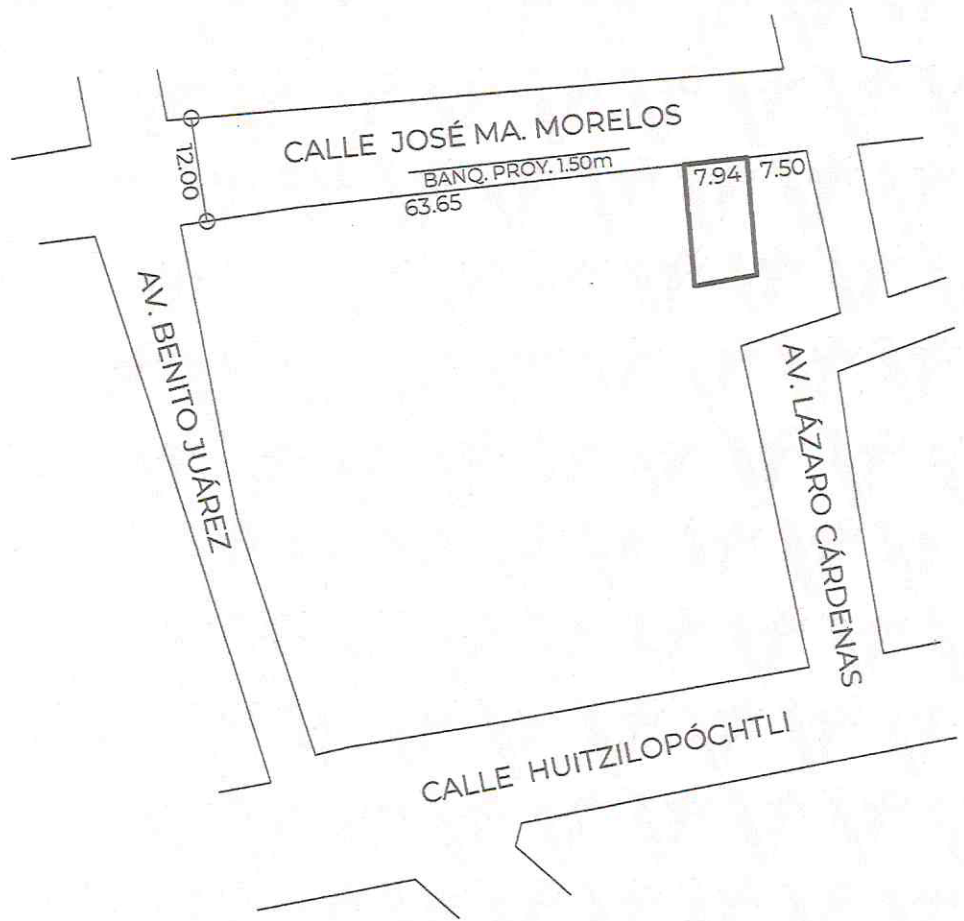 CALLE JOSÉ MA. MORELOS
12.00
BANQ. PROY. 1.50m
63.65
7.94
7.50
AV. BENITO JUÁREZ
AV. LÁZARO CÁRDENAS
CALLE HUITZILOPÓCHTLI